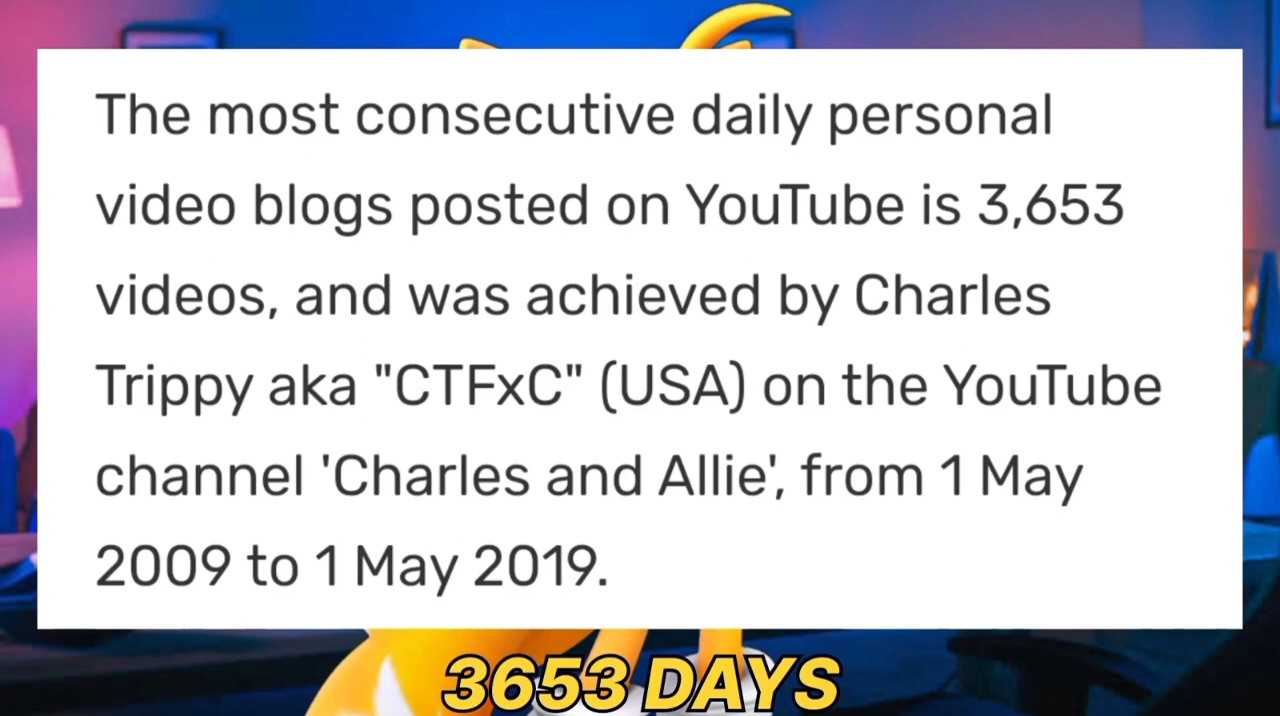 The most consecutive daily personal
video blogs posted on YouTube is 3,653
videos, and was achieved by Charles
Trippy aka "CTFxC" (USA) on the YouTube
channel 'Charles and Allie', from 1 May
2009 to 1 May 2019.
3653 DAYS